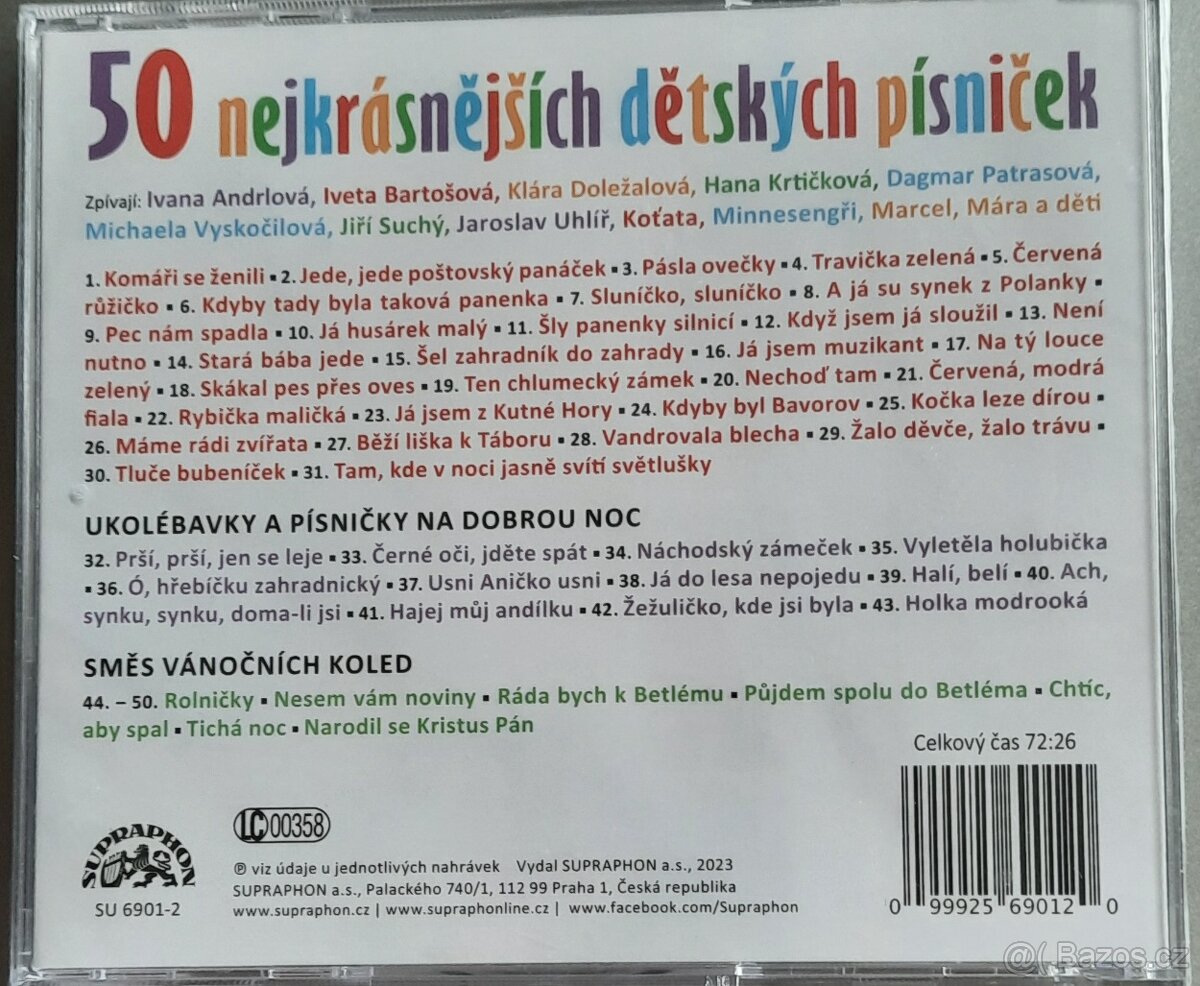 50 nejkrásnějších dětských písniček
Zpívají: Ivana Andrlová, Iveta Bartošová, Klára Doležalová, Hana Krtičková, Dagmar Patrasová,
Michaela Vyskočilová, Jiří Suchý, Jaroslav Uhlíř, Koťata, Minnesengři, Marcel, Mára a děti
1. Komáři se ženili ▪ 2. Jede, jede poštovský panáček ▪ 3. Pásla ovečky ▪ 4. Travička zelená ▪ 5. Červená
růžičko ▪ 6. Kdyby tady byla taková panenka ▪ 7. Sluníčko, sluníčko ▪ 8. A já su synek z Polanky ▪
9. Pec nám spadla ▪ 10. Já husárek malý ▪ 11. Šly panenky silnicí ▪ 12. Když jsem já sloužil ▪ 13. Není
nutno ▪ 14. Stará bába jede ▪ 15. Šel zahradník do zahrady ▪ 16. Já jsem muzikant ▪ 17. Na tý louce
zelený ▪ 18. Skákal pes přes oves ▪ 19. Ten chlumecký zámek ▪ 20. Nechoď tam ▪ 21. Červená, modrá
fiala ▪ 22. Rybička maličká ▪ 23. Já jsem z Kutné Hory ▪ 24. Kdyby byl Bavorov ▪ 25. Kočka leze dírou ▪
26. Máme rádi zvířata ▪ 27. Běží liška k Táboru ▪ 28. Vandrovala blecha ▪ 29. Žalo děvče, žalo trávu ▪
30. Tluče bubeníček ▪ 31. Tam, kde v noci jasně svítí světlušky
UKOLÉBAVKY A PÍSNIČKY NA DOBROU NOC
32. Prší, prší, jen se leje ▪ 33. Černé oči, jděte spát ▪ 34. Náchodský zámeček ▪ 35. Vyletěla holubička
▪ 36. Ó, hřebíčku zahradnický ▪ 37. Usni Aničko usni ▪ 38. Já do lesa nepojedu ▪ 39. Halí, belí ▪ 40. Ach,
synku, synku, doma-li jsi ▪ 41. Hajej můj andílku ▪ 42. Žežuličko, kde jsi byla ▪ 43. Holka modrooká
SMĚS VÁNOČNÍCH KOLED
44. – 50. Rolničky ▪ Nesem vám noviny ▪ Ráda bych k Betlému ▪ Půjdem spolu do Betléma ▪ Chtíc,
aby spal ▪ Tichá noc ▪ Narodil se Kristus Pán
Celkový čas 72:26
SUPRAPHON
SU 6901-2
LC 00358
℗ viz údaje u jednotlivých nahrávek Vydal SUPRAPHON a.s., 2023
SUPRAPHON a.s., Palackého 740/1, 112 99 Praha 1, Česká republika
www.supraphon.cz | www.supraphonline.cz | www.facebook.com/Supraphon
0 99925 69012 0
@( Bazos.cz